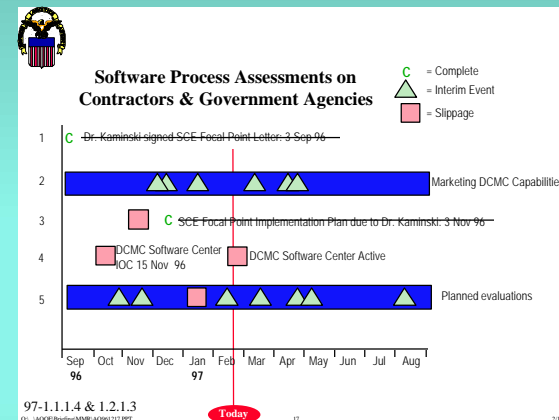 Software Process Assessments on
Contractors & Government Agencies
C = Complete
= Interim Event
= Slippage
1 C Dr. Kaminski signed SCE Focal Point Letter: 3 Sep 96
2 Marketing DCMC Capabilitie
3 C SCE Focal Point Implementation Plan due to Dr. Kaminski: 3 Nov 96
4 DCMC Software Center
IOC 15 Nov 96
DCMC Software Center Active
5 Planned evaluations
Sep Oct Nov Dec Jan Feb Mar Apr May Jun Jul Aug
96 97
97-1.1.1.4 & 1.2.1.3
Today
17